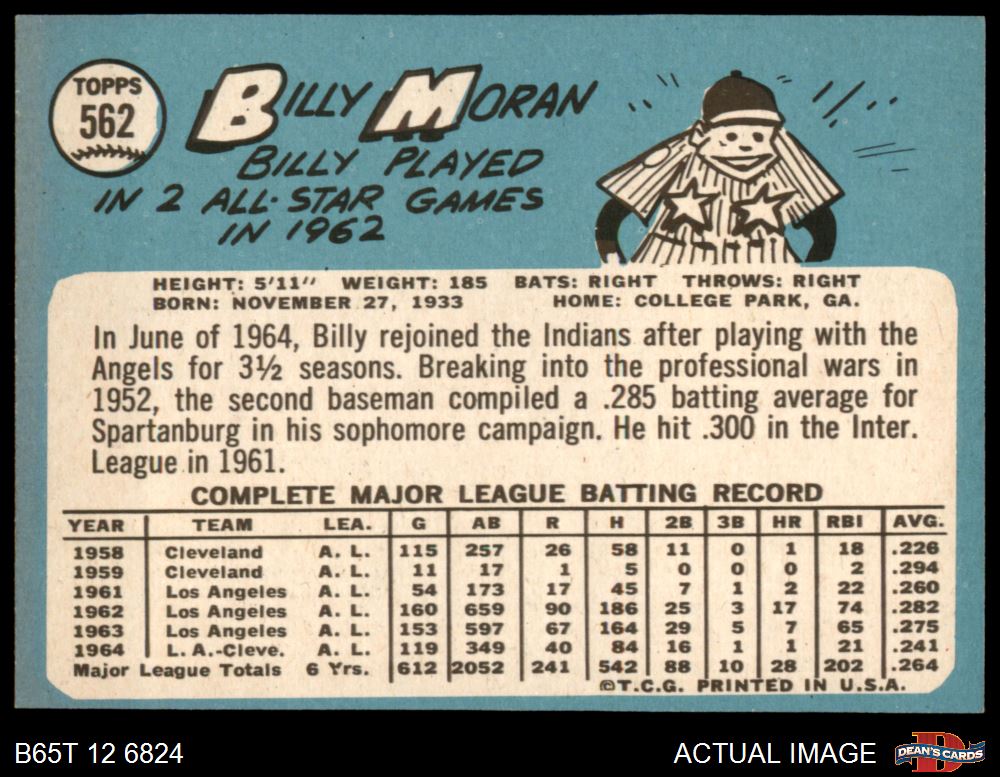 TOPPS
562
BILLY MORAN
BILLY PLAYED
IN 2 ALL-STAR GAMES
IN 1962
HEIGHT: 5'11" WEIGHT: 185 BATS: RIGHT THROWS: RIGHT
BORN: NOVEMBER 27, 1933 HOME: COLLEGE PARK, GA.
In June of 1964, Billy rejoined the Indians after playing with the
Angels for 3½ seasons. Breaking into the professional wars in
1952, the second baseman compiled a .285 batting average for
Spartanburg in his sophomore campaign. He hit .300 in the Inter.
League in 1961.
COMPLETE MAJOR LEAGUE BATTING RECORD
YEAR TEAM LEA. G AB R H 2B 3B HR RBI AVG.
1958 Cleveland A. L. 115 257 26 58 11 0 1 18 .226
1959 Cleveland A. L. 11 17 1 5 0 0 0 2 .294
1961 Los Angeles A. L. 54 173 17 45 7 1 2 22 .260
1962 Los Angeles A. L. 160 659 90 186 25 3 17 74 .282
1963 Los Angeles A. L. 153 597 67 164 29 5 7 65 .275
1964 L. A.-Cleve. A. L. 119 349 40 84 16 1 1 21 .241
Major League Totals 6 Yrs. 612 2052 241 542 88 10 28 202 .264
©T.C.G. PRINTED IN U.S.A.
B65T 12 6824 ACTUAL IMAGE
DEAN'S CARDS